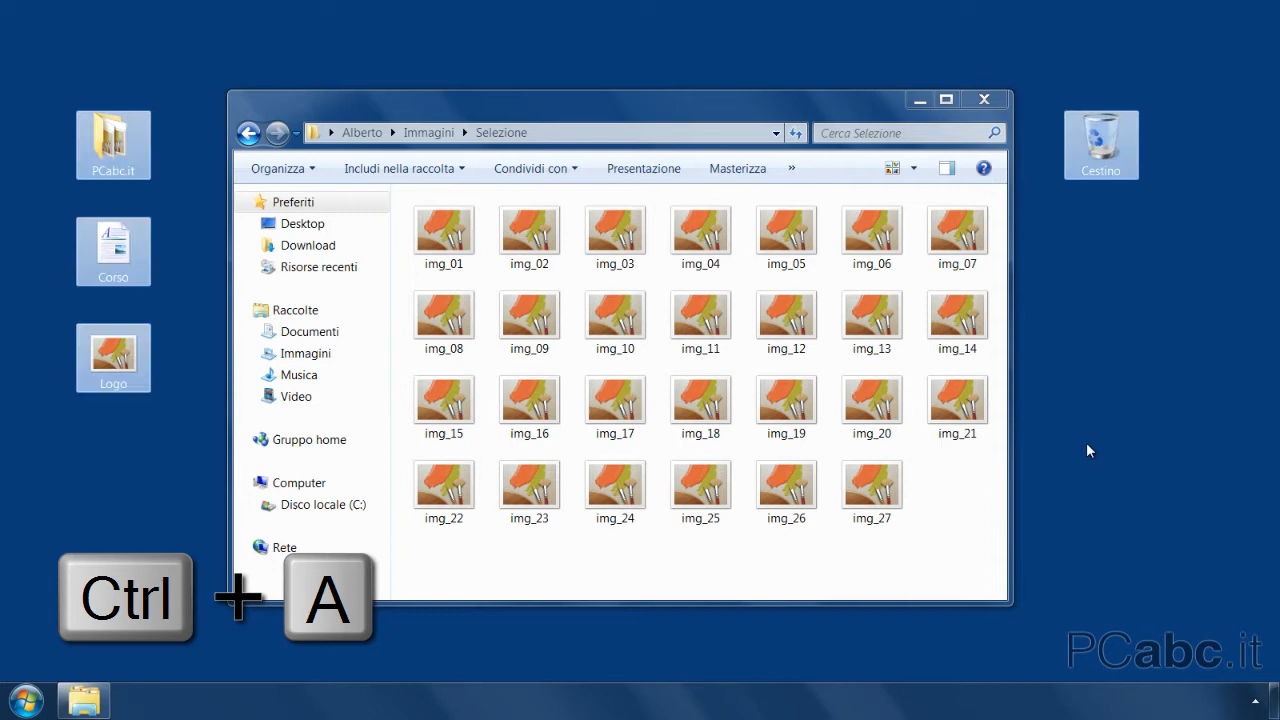 PCabc.it
Corso
Logo
Cestino
Alberto Immagini Selezione
Cerca Selezione
Organizza Includi nella raccolta Condividi con Presentazione Masterizza »
Preferiti
Desktop
Download
Risorse recenti
Raccolte
Documenti
Immagini
Musica
Video
Gruppo home
Computer
Disco locale (C:)
Rete
img_01 img_02 img_03 img_04 img_05 img_06 img_07
img_08 img_09 img_10 img_11 img_12 img_13 img_14
img_15 img_16 img_17 img_18 img_19 img_20 img_21
img_22 img_23 img_24 img_25 img_26 img_27
Ctrl + A
PCabc.it